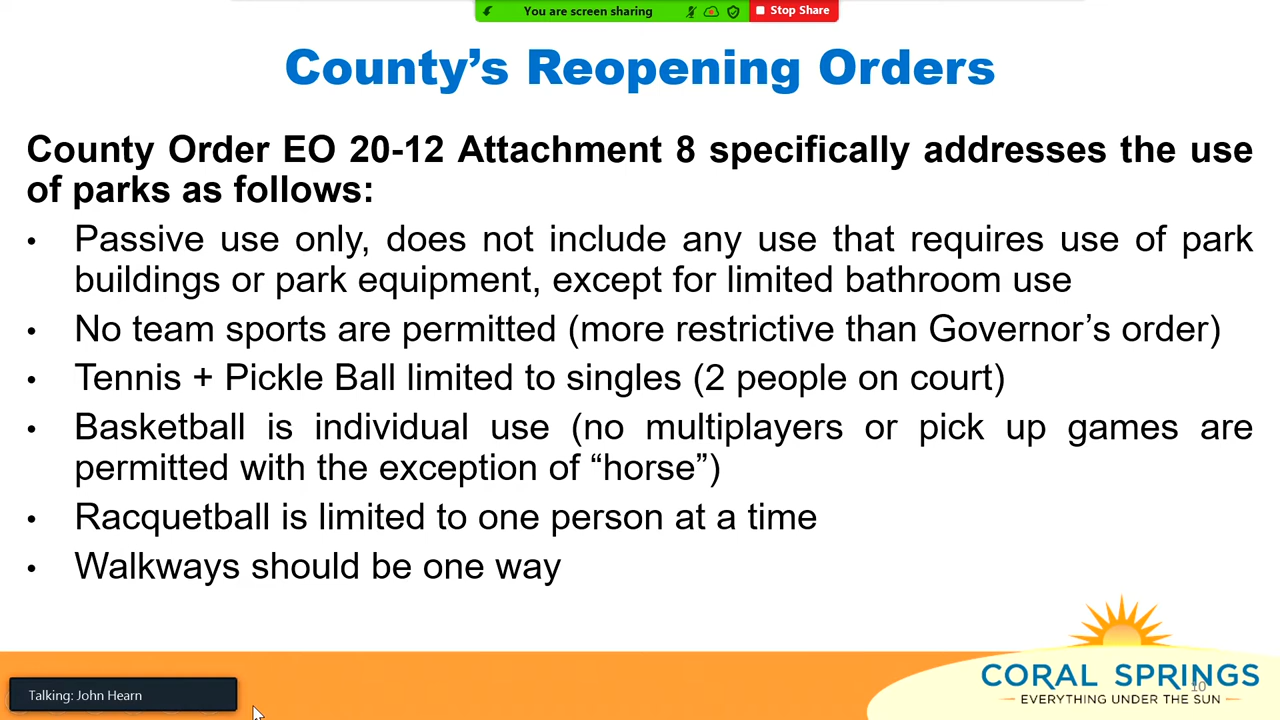 You are screen sharing
Stop Share
County’s Reopening Orders
County Order EO 20-12 Attachment 8 specifically addresses the use
of parks as follows:
• Passive use only, does not include any use that requires use of park
buildings or park equipment, except for limited bathroom use
• No team sports are permitted (more restrictive than Governor’s order)
• Tennis + Pickle Ball limited to singles (2 people on court)
• Basketball is individual use (no multiplayers or pick up games are
permitted with the exception of “horse”)
• Racquetball is limited to one person at a time
• Walkways should be one way
CORAL SPRINGS
10
EVERYTHING UNDER THE SUN
Talking: John Hearn